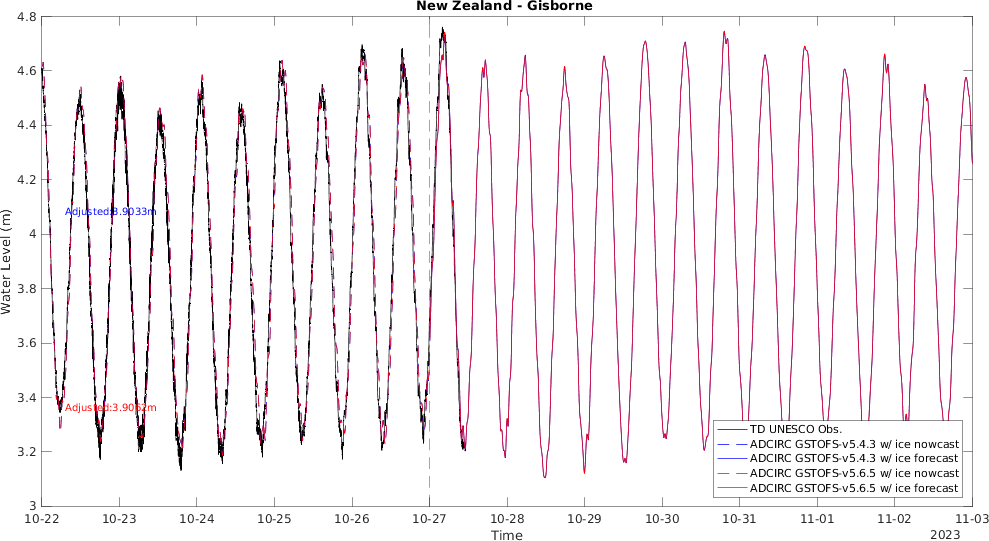 New Zealand - Gisborne
4.8
4.6
4.4
4.2
4
3.8
3.6
3.4
3.2
3
Water Level (m)
Adjusted:3.9033m
Adjusted:3.9062m
TD UNESCO Obs.
ADCIRC GSTOFS-v5.4.3 w/ ice nowcast
ADCIRC GSTOFS-v5.4.3 w/ ice forecast
ADCIRC GSTOFS-v5.6.5 w/ ice nowcast
ADCIRC GSTOFS-v5.6.5 w/ ice forecast
10-22 10-23 10-24 10-25 10-26 10-27 10-28 10-29 10-30 10-31 11-01 11-02 11-03
Time
2023